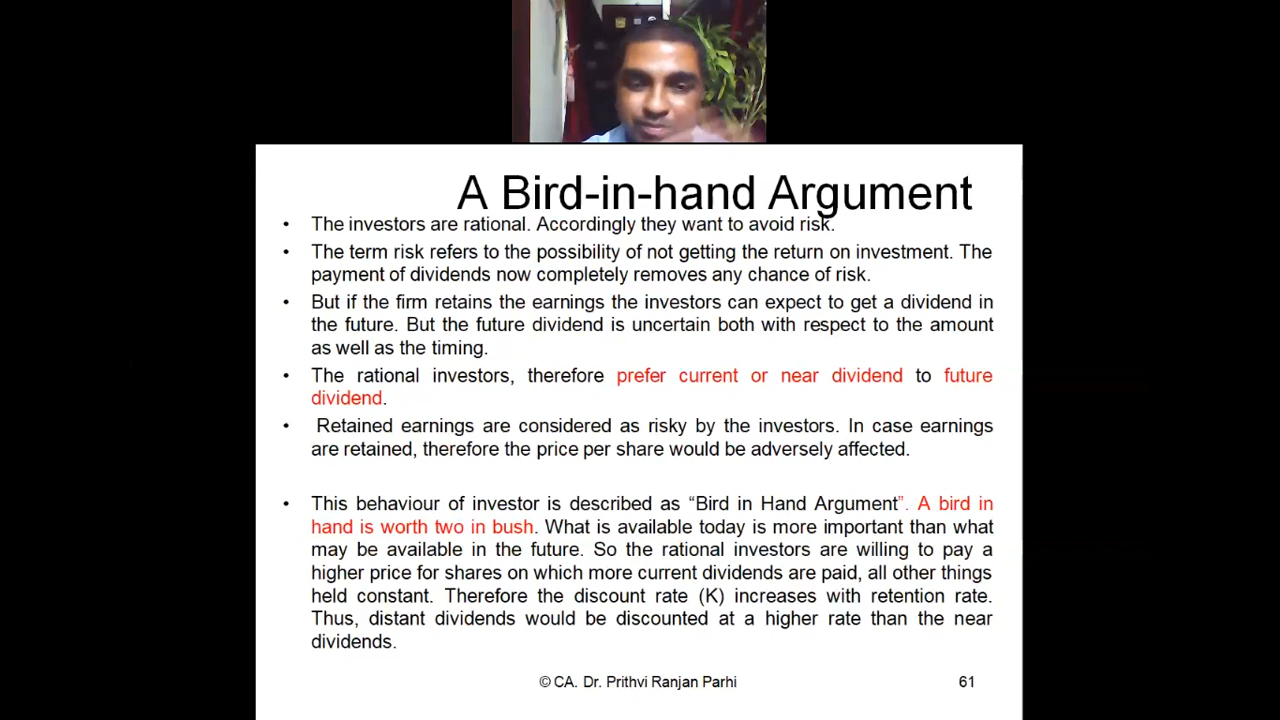 A Bird-in-hand Argument
• The investors are rational. Accordingly they want to avoid risk.
• The term risk refers to the possibility of not getting the return on investment. The
payment of dividends now completely removes any chance of risk.
• But if the firm retains the earnings the investors can expect to get a dividend in
the future. But the future dividend is uncertain both with respect to the amount
as well as the timing.
• The rational investors, therefore prefer current or near dividend to future
dividend.
• Retained earnings are considered as risky by the investors. In case earnings
are retained, therefore the price per share would be adversely affected.
• This behaviour of investor is described as “Bird in Hand Argument”. A bird in
hand is worth two in bush. What is available today is more important than what
may be available in the future. So the rational investors are willing to pay a
higher price for shares on which more current dividends are paid, all other things
held constant. Therefore the discount rate (K) increases with retention rate.
Thus, distant dividends would be discounted at a higher rate than the near
dividends.
© CA. Dr. Prithvi Ranjan Parhi 61